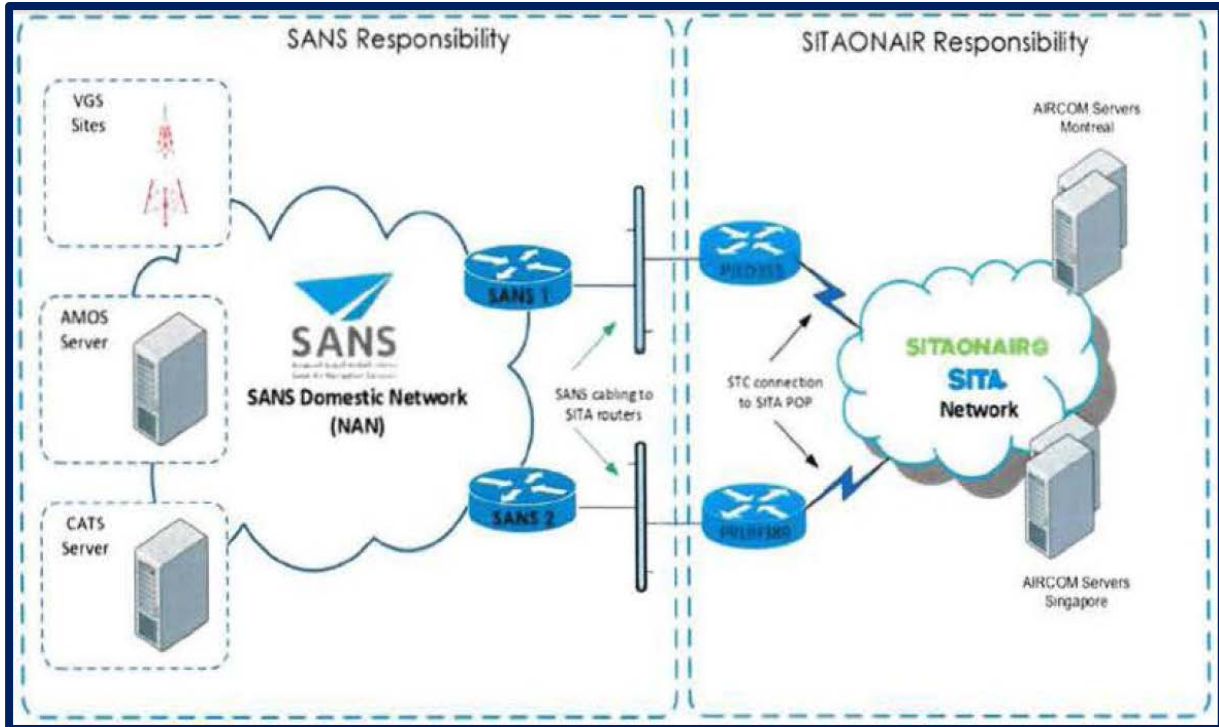 SANS Responsibility
SITAONAIR Responsibility
VGS
Sites
AMOS
Server
CATS
Server
SANS
SANS Domestic Network
(NAN)
SANS 1
SANS 2
SANS cabling to
SITA routers
STC connection
to SITA POP
AIRCOM Servers
Montreal
SITAONAIR
SITA
Network
AIRCOM Servers
Singapore